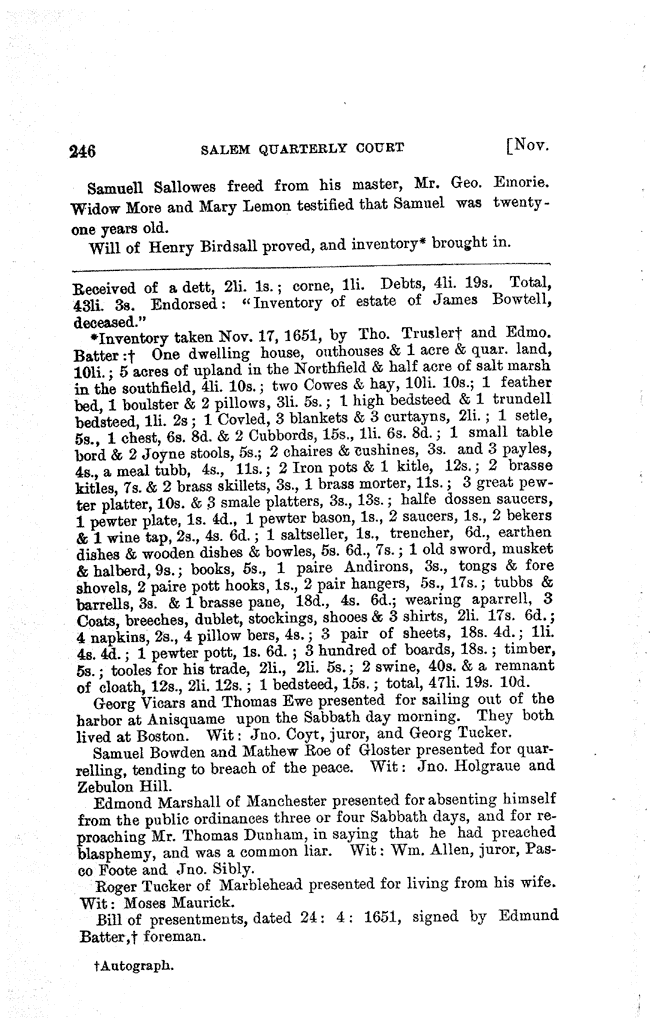 246 SALEM QUARTERLY COURT [Nov.
Samuell Sallowes freed from his master, Mr. Geo. Emorie.
Widow More and Mary Lemon testified that Samuel was twenty-
one years old.
Will of Henry Birdsall proved, and inventory* brought in.
Received of a dett, 2li. 1s.; corne, 1li. Debts, 4li. 19s. Total,
43li. 3s. Endorsed: "Inventory of estate of James Bowtell,
deceased."
*Inventory taken Nov. 17, 1651, by Tho. Trusler† and Edmo.
Batter:† One dwelling house, outhouses & 1 acre & quar. land,
10li.; 5 acres of upland in the Northfield & half acre of salt marsh
in the southfield, 4li. 10s.; two Cowes & hay, 10li. 10s.; 1 feather
bed, 1 boulster & 2 pillows, 3li. 5s.; 1 high bedsteed & 1 trundell
bedsteed, 1li. 2s; 1 Covled, 3 blankets & 3 curtayns, 2li.; 1 setle,
5s., 1 chest, 6s. 8d. & 2 Cubbords, 15s., 1li. 6s. 8d.; 1 small table
bord & 2 Joyne stools, 5s.; 2 chaires & cushines, 3s. and 3 payles,
4s., a meal tubb, 4s., 11s.; 2 Iron pots & 1 kitle, 12s.; 2 brasse
kitles, 7s. & 2 brass skillets, 3s., 1 brass morter, 11s.; 3 great pew-
ter platter, 10s. & 3 smale platters, 3s., 13s.; halfe dossen saucers,
1 pewter plate, 1s. 4d., 1 pewter bason, 1s., 2 saucers, 1s., 2 bekers
& 1 wine tap, 2s., 4s. 6d.; 1 saltseller, 1s., trencher, 6d., earthen
dishes & wooden dishes & bowles, 5s. 6d., 7s.; 1 old sword, musket
& halberd, 9s.; books, 5s., 1 paire Andirons, 3s., tongs & fore
shovels, 2 paire pott hooks, 1s., 2 pair hangers, 5s., 17s.; tubbs &
barrells, 3s. & 1 brasse pane, 18d., 4s. 6d.; wearing aparrell, 3
Coats, breeches, dublet, stockings, shooes & 3 shirts, 2li. 17s. 6d.;
4 napkins, 2s., 4 pillow bers, 4s.; 3 pair of sheets, 18s. 4d.; 1li.
4s. 4d.; 1 pewter pott, 1s. 6d.; 3 hundred of boards, 18s.; timber,
5s.; tooles for his trade, 2li., 2li. 5s.; 2 swine, 40s. & a remnant
of cloath, 12s., 2li. 12s.; 1 bedsteed, 15s.; total, 47li. 19s. 10d.
Georg Vicars and Thomas Ewe presented for sailing out of the
harbor at Anisquame upon the Sabbath day morning. They both
lived at Boston. Wit: Jno. Coyt, juror, and Georg Tucker.
Samuel Bowden and Mathew Roe of Gloster presented for quar-
relling, tending to breach of the peace. Wit: Jno. Holgraue and
Zebulon Hill.
Edmond Marshall of Manchester presented for absenting himself
from the public ordinances three or four Sabbath days, and for re-
proaching Mr. Thomas Dunham, in saying that he had preached
blasphemy, and was a common liar. Wit: Wm. Allen, juror, Pas-
co Foote and Jno. Sibly.
Roger Tucker of Marblehead presented for living from his wife.
Wit: Moses Maurick.
Bill of presentments, dated 24: 4: 1651, signed by Edmund
Batter,† foreman.
†Autograph.